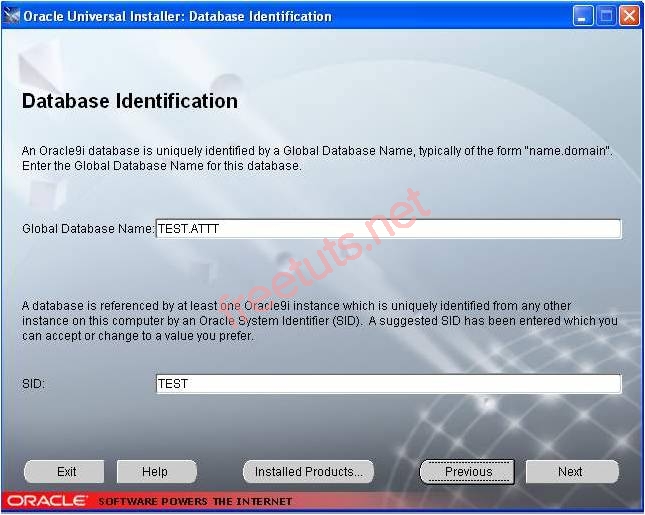 Oracle Universal Installer: Database Identification
Database Identification
An Oracle9i database is uniquely identified by a Global Database Name, typically of the form "name.domain".
Enter the Global Database Name for this database.
Global Database Name: TEST.ATTT
freetuts.net
A database is referenced by at least one Oracle9i instance which is uniquely identified from any other
instance on this computer by an Oracle System Identifier (SID). A suggested SID has been entered which you
can accept or change to a value you prefer.
SID: TEST
Exit Help Installed Products... Previous Next
ORACLE SOFTWARE POWERS THE INTERNET